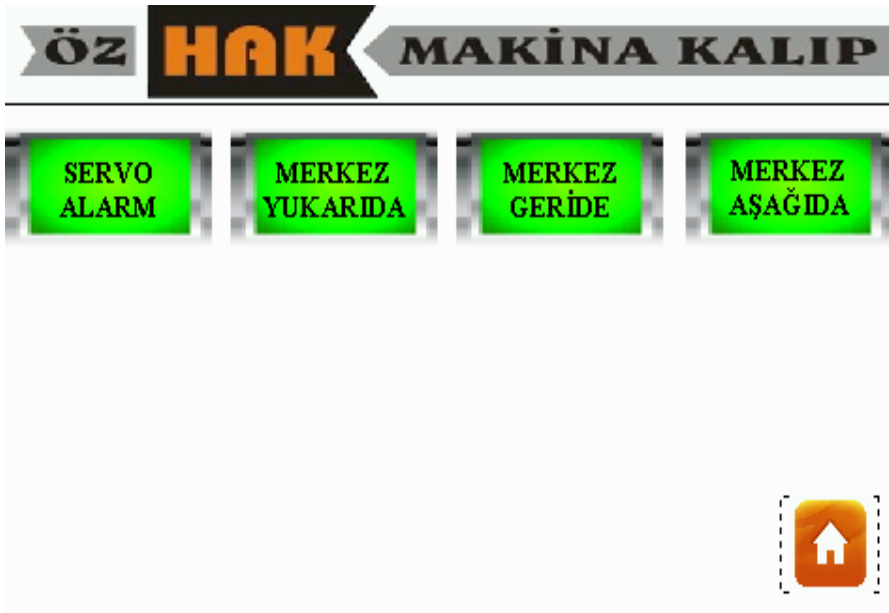 ÖZ HAK MAKİNA KALIP
SERVO
ALARM
MERKEZ
YUKARIDA
MERKEZ
GERİDE
MERKEZ
AŞAĞIDA